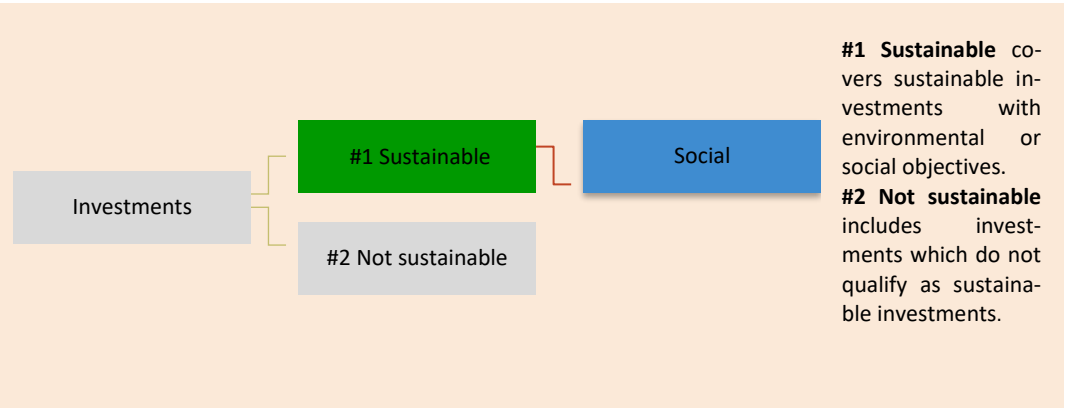 Investments
#1 Sustainable
Social
#2 Not sustainable
#1 Sustainable co-
vers sustainable in-
vestments with
environmental or
social objectives.
#2 Not sustainable
includes invest-
ments which do not
qualify as sustaina-
ble investments.